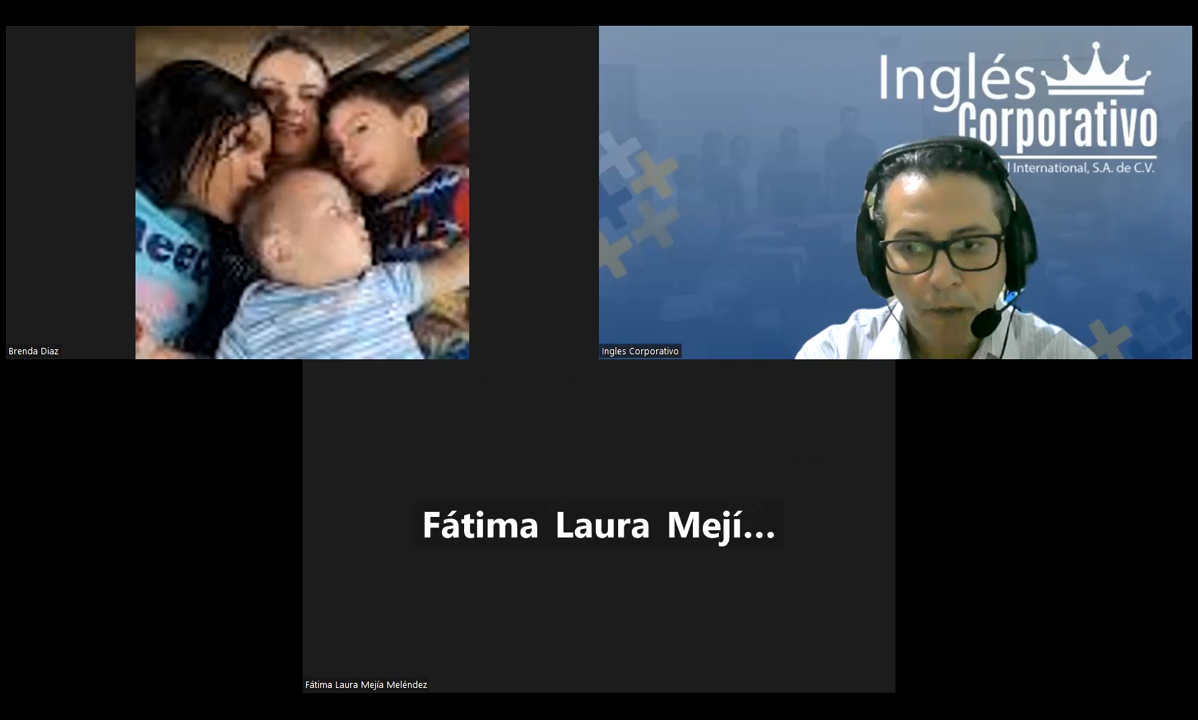 Inglés
Corporativo
l International, S.A. de C.V.
Brenda Diaz
Ingles Corporativo
Fátima Laura Mejí...
Fátima Laura Mejía Meléndez